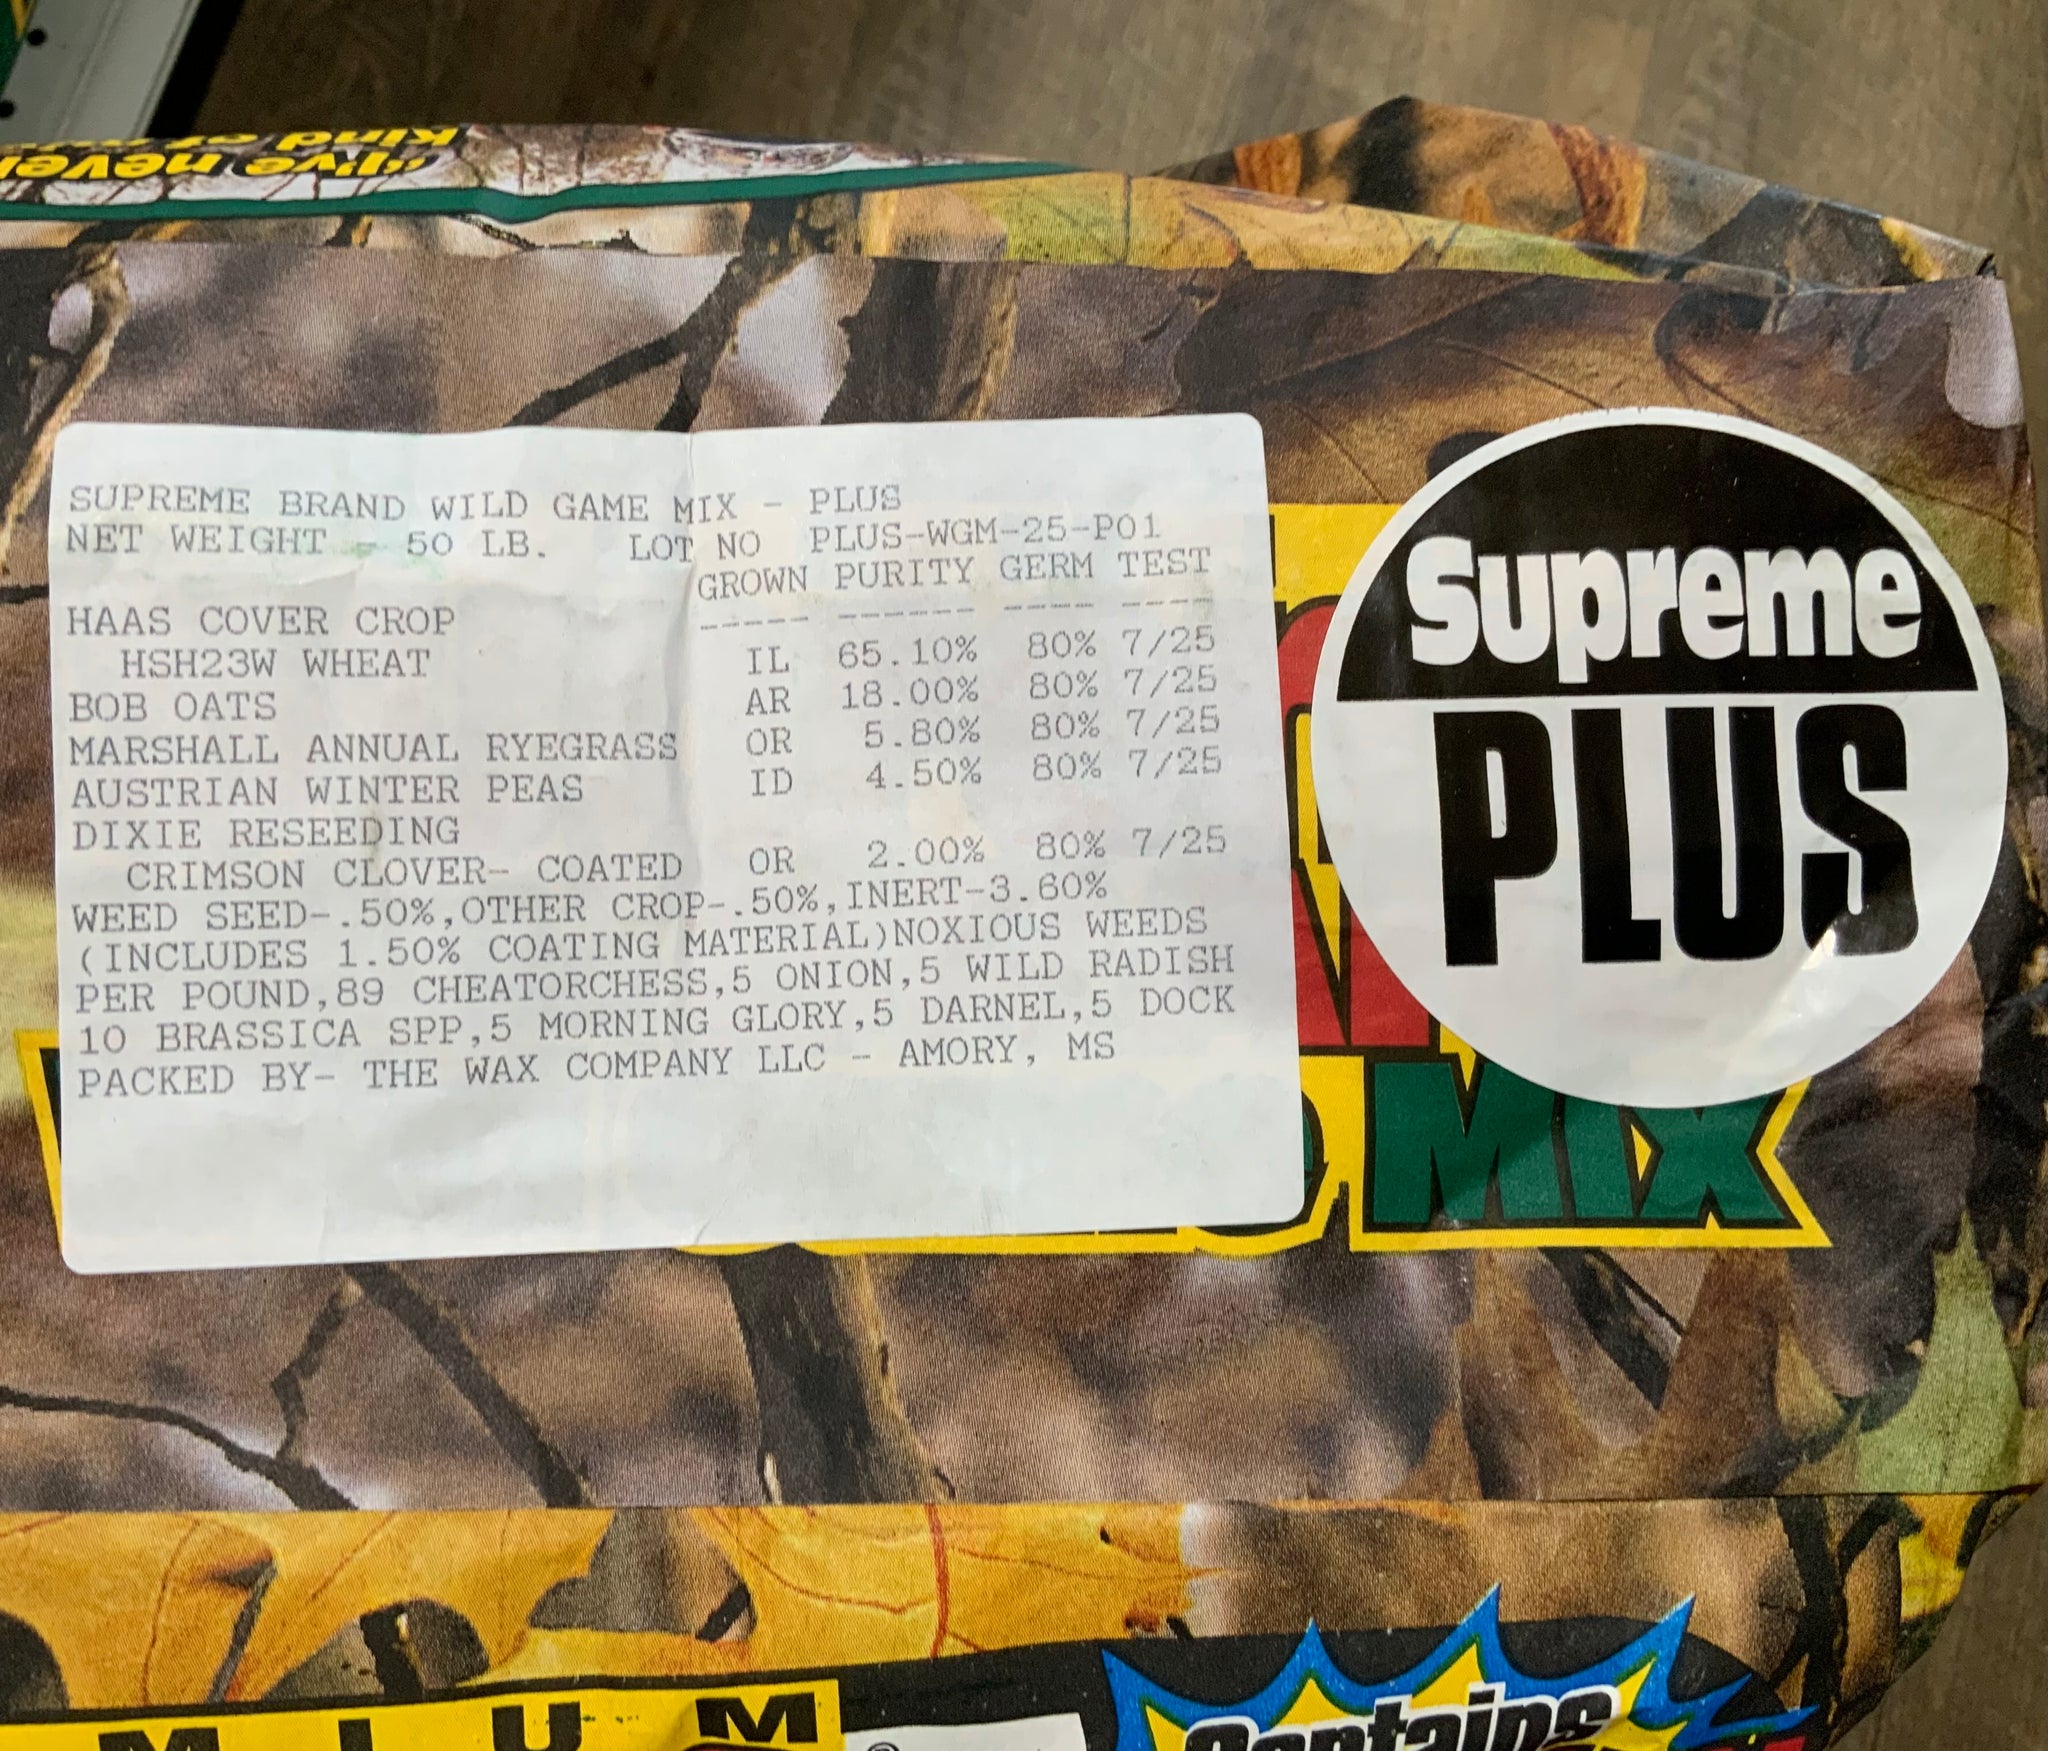 "I've never
kind of
SUPREME BRAND WILD GAME MIX - PLUS
NET WEIGHT - 50 LB. LOT NO PLUS-WGM-25-P01
GROWN PURITY GERM TEST
----- ------ ---- ----
HAAS COVER CROP
HSH23W WHEAT IL 65.10% 80% 7/25
BOB OATS AR 18.00% 80% 7/25
MARSHALL ANNUAL RYEGRASS OR 5.80% 80% 7/25
AUSTRIAN WINTER PEAS ID 4.50% 80% 7/25
DIXIE RESEEDING
CRIMSON CLOVER- COATED OR 2.00% 80% 7/25
WEED SEED-.50%,OTHER CROP-.50%,INERT-3.60%
(INCLUDES 1.50% COATING MATERIAL)NOXIOUS WEEDS
PER POUND,89 CHEATORCHESS,5 ONION,5 WILD RADISH
10 BRASSICA SPP,5 MORNING GLORY,5 DARNEL,5 DOCK
PACKED BY- THE WAX COMPANY LLC - AMORY, MS
Supreme
PLUS
MIX
Contains